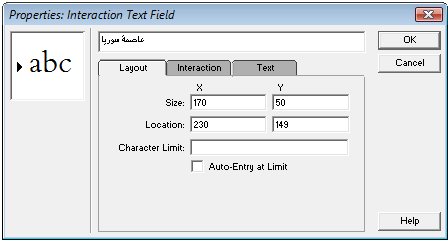 Properties: Interaction Text Field
abc
عاصمة سوريا
OK
Cancel
Layout
Interaction
Text
X Y
Size: 170 50
Location: 230 149
Character Limit:
Auto-Entry at Limit
Help